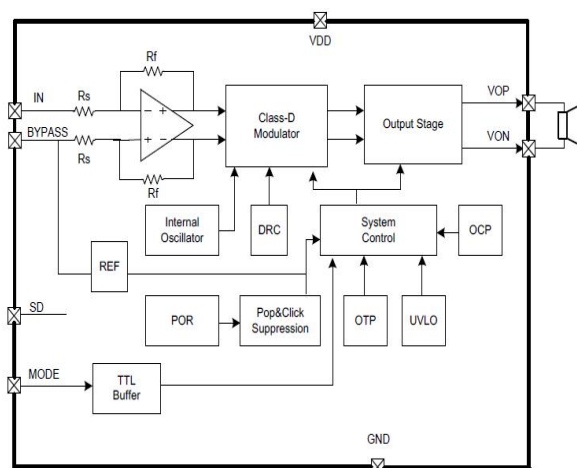 VDD
Rf
IN
Rs
− +
Class-D
Modulator
Output Stage
VOP
BYPASS
Rs
+ −
VON
Rf
Internal
Oscillator
DRC
System
Control
OCP
REF
SD
POR
Pop&Click
Suppression
OTP
UVLO
MODE
TTL
Buffer
GND